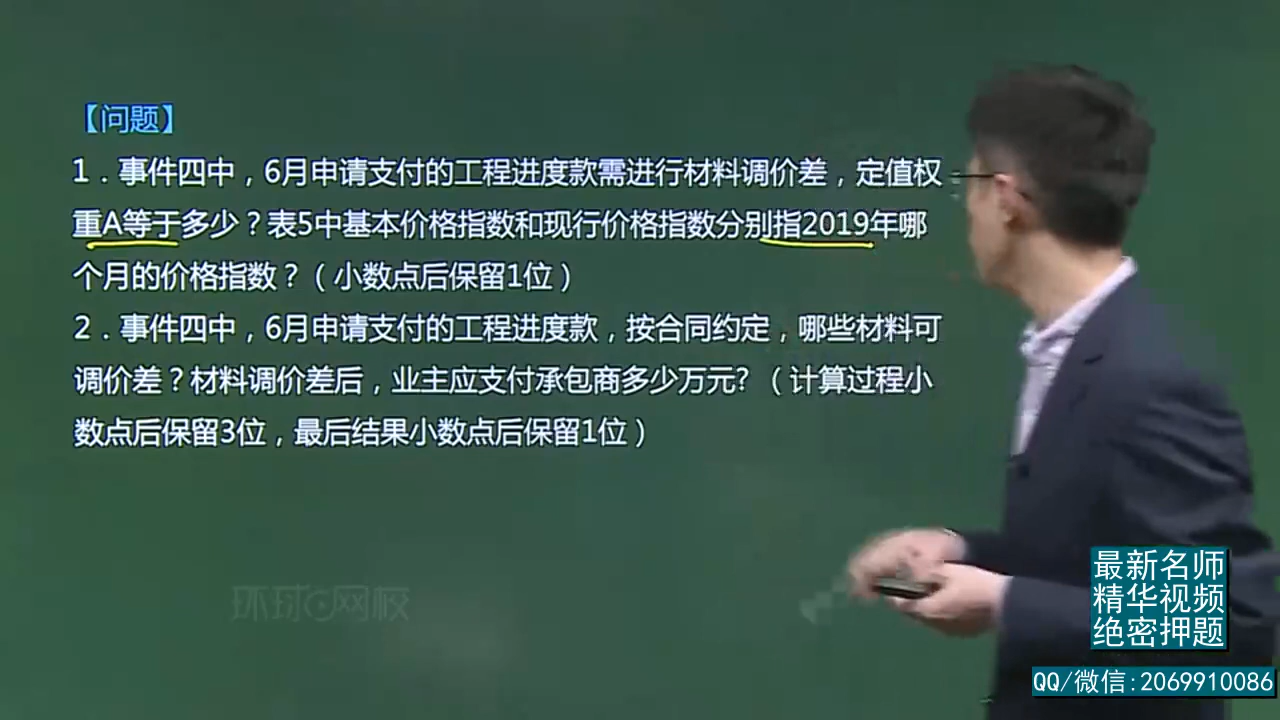 【问题】
1．事件四中，6月申请支付的工程进度款需进行材料调价差，定值权
重A等于多少？表5中基本价格指数和现行价格指数分别指2019年哪
个月的价格指数？（小数点后保留1位）
2．事件四中，6月申请支付的工程进度款，按合同约定，哪些材料可
调价差？材料调价差后，业主应支付承包商多少万元?（计算过程小
数点后保留3位，最后结果小数点后保留1位）
环球网校
最新名师
精华视频
绝密押题
QQ/微信:2069910086